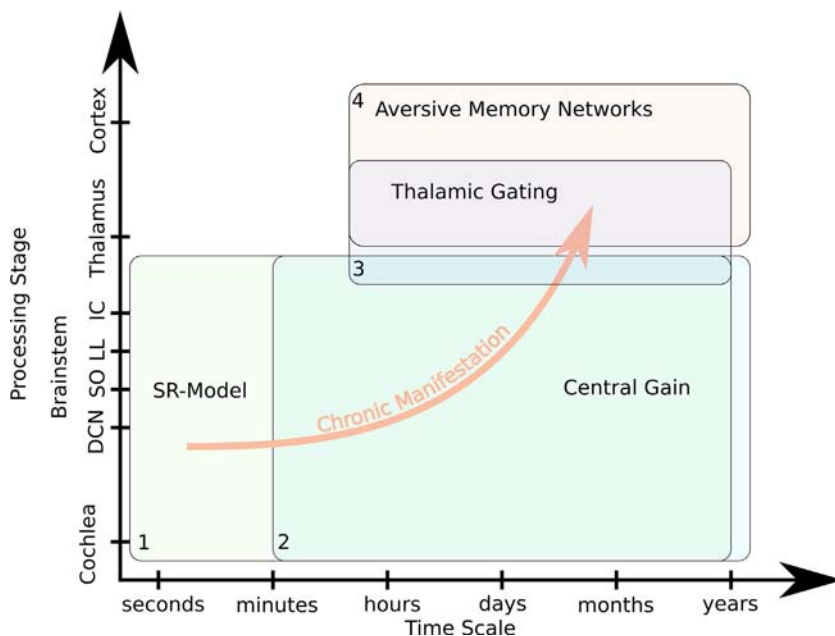 4
Aversive Memory Networks
Thalamic Gating
3
SR-Model
Central Gain
Chronic Manifestation
1
2
Processing Stage
Brainstem
Cortex
Thalamus
IC
LL
SO
DCN
Cochlea
seconds
minutes
hours
days
months
years
Time Scale